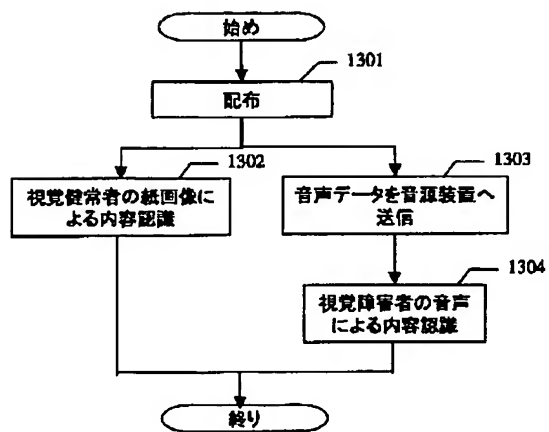 始め
1301
配布
1302
視覚健常者の紙画像に
よる内容認識
1303
音声データを音源装置へ
送信
1304
視覚障害者の音声
による内容認識
終り